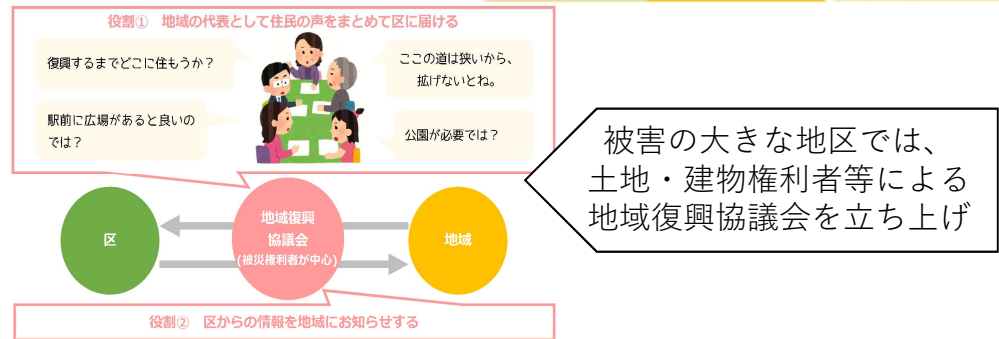 役割① 地域の代表として住民の声をまとめて区に届ける
復興するまでどこに住もうか？
ここの道は狭いから、
拡げないとね。
駅前に広場があると良いの
では？
公園が必要では？
被害の大きな地区では、
土地・建物権利者等による
地域復興協議会を立ち上げ
区
地域復興
協議会
(被災権利者が中心)
地域
役割② 区からの情報を地域にお知らせする